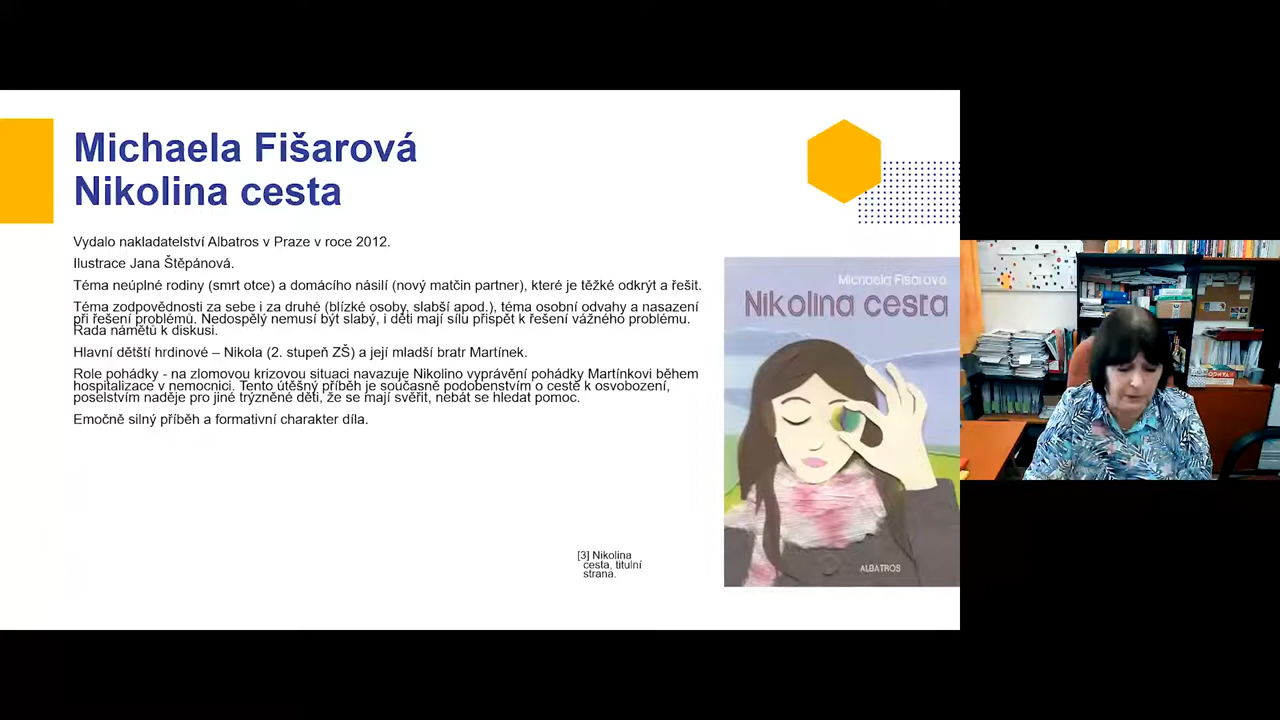 Michaela Fišarová
Nikolina cesta
Vydalo nakladatelství Albatros v Praze v roce 2012.
Ilustrace Jana Štěpánová.
Téma neúplné rodiny (smrt otce) a domácího násilí (nový matčin partner), které je těžké odkrýt a řešit.
Téma zodpovědnosti za sebe i za druhé (blízké osoby, slabší apod.), téma osobní odvahy a nasazení
při řešení problémů. Nedospělý nemusí být slabý, i děti mají sílu přispět k řešení vážného problému.
Řada námětů k diskusi.
Hlavní dětští hrdinové – Nikola (2. stupeň ZŠ) a její mladší bratr Martínek.
Role pohádky - na zlomovou krizovou situaci navazuje Nikolino vyprávění pohádky Martínkovi během
hospitalizace v nemocnici. Tento útěšný příběh je současně podobenstvím o cestě k osvobození,
poselstvím naděje pro jiné trýzněné děti, že se mají svěřit, nebát se hledat pomoc.
Emočně silný příběh a formativní charakter díla.
[3] Nikolina
cesta, titulní
strana.
Michaela Fišarová
Nikolina cesta
ALBATROS